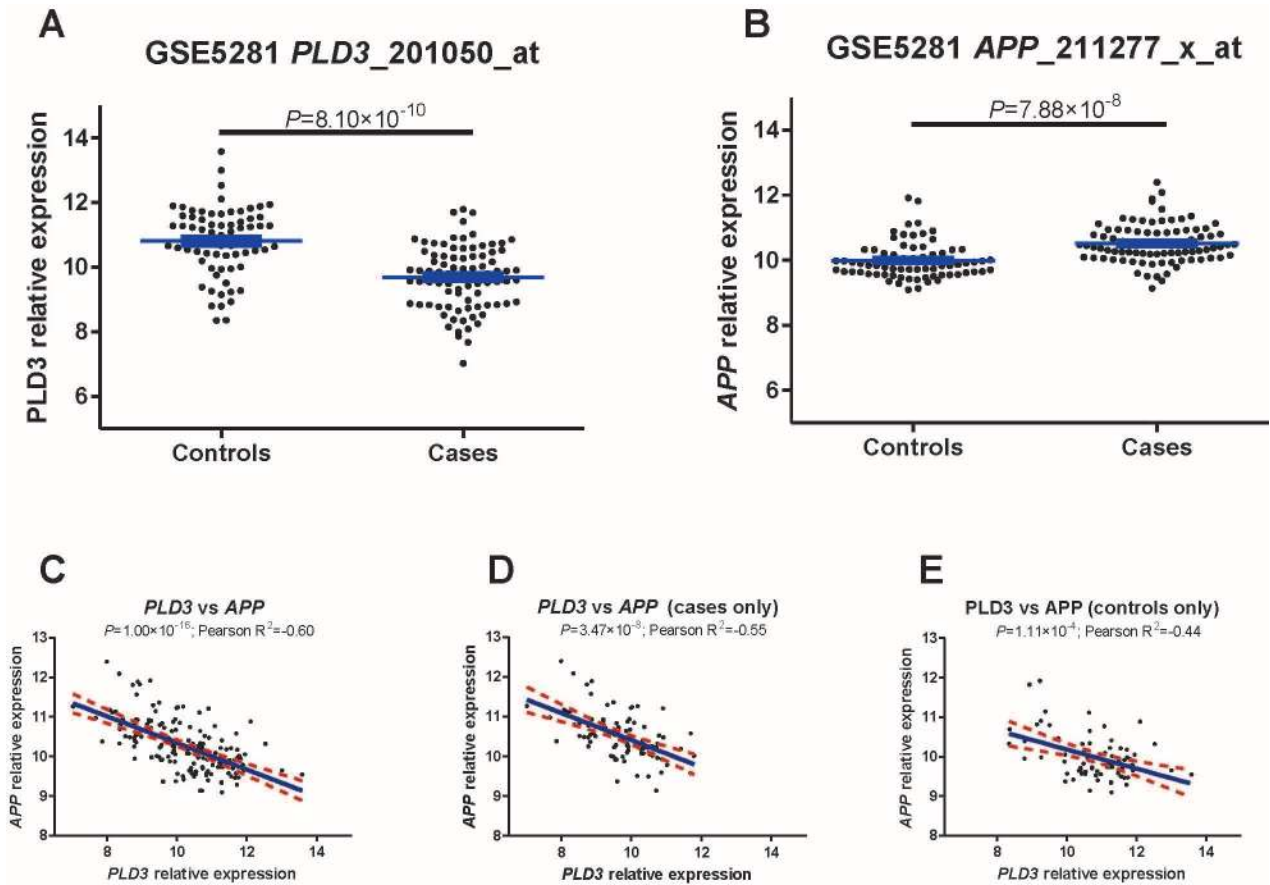 A
GSE5281 PLD3_201050_at
P=8.10×10⁻¹⁰
PLD3 relative expression
14
12
10
8
6
Controls
Cases
B
GSE5281 APP_211277_x_at
P=7.88×10⁻⁸
APP relative expression
14
12
10
8
6
Controls
Cases
C
PLD3 vs APP
P=1.00×10⁻¹⁶; Pearson R²=-0.60
APP relative expression
13
12
11
10
9
8
8 10 12 14
PLD3 relative expression
D
PLD3 vs APP (cases only)
P=3.47×10⁻⁸; Pearson R²=-0.55
APP relative expression
13
12
11
10
9
8
8 10 12 14
PLD3 relative expression
E
PLD3 vs APP (controls only)
P=1.11×10⁻⁴; Pearson R²=-0.44
APP relative expression
13
12
11
10
9
8
8 10 12 14
PLD3 relative expression